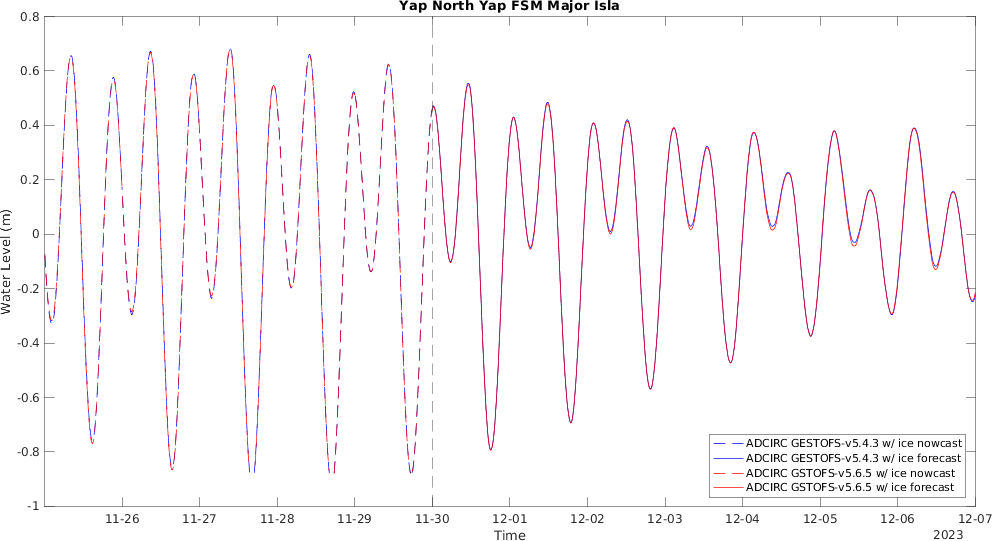 Yap North Yap FSM Major Isla
0.8
0.6
0.4
0.2
0
-0.2
-0.4
-0.6
-0.8
-1
Water Level (m)
ADCIRC GESTOFS-v5.4.3 w/ ice nowcast
ADCIRC GESTOFS-v5.4.3 w/ ice forecast
ADCIRC GSTOFS-v5.6.5 w/ ice nowcast
ADCIRC GSTOFS-v5.6.5 w/ ice forecast
11-26 11-27 11-28 11-29 11-30 12-01 12-02 12-03 12-04 12-05 12-06 12-07
Time
2023